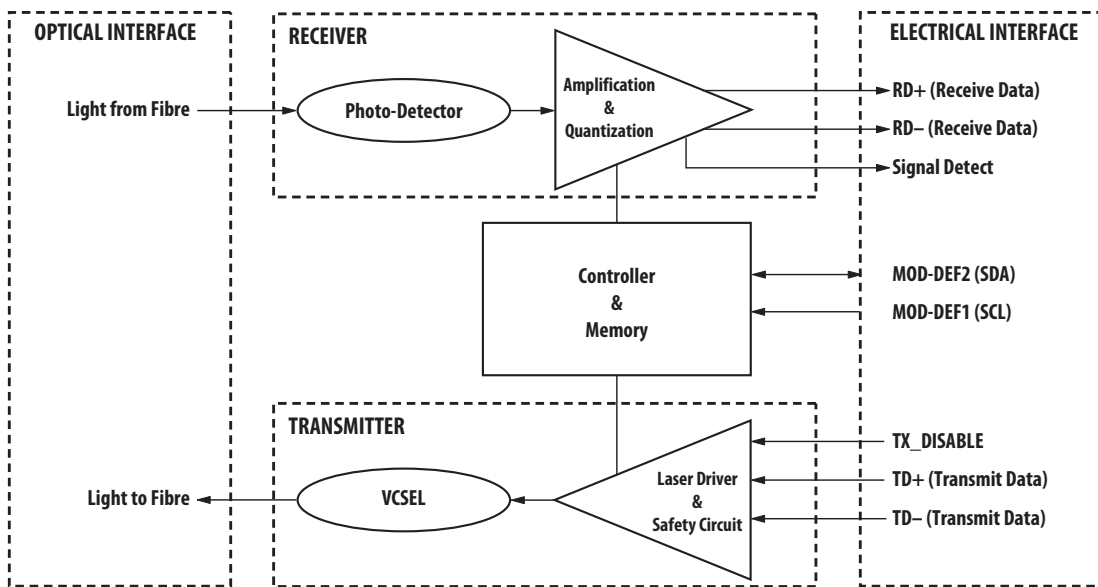 OPTICAL INTERFACE
RECEIVER
ELECTRICAL INTERFACE
Light from Fibre
Photo-Detector
Amplification
&
Quantization
RD+ (Receive Data)
RD– (Receive Data)
Signal Detect
Controller
&
Memory
MOD-DEF2 (SDA)
MOD-DEF1 (SCL)
TRANSMITTER
Light to Fibre
VCSEL
Laser Driver
&
Safety Circuit
TX_DISABLE
TD+ (Transmit Data)
TD– (Transmit Data)